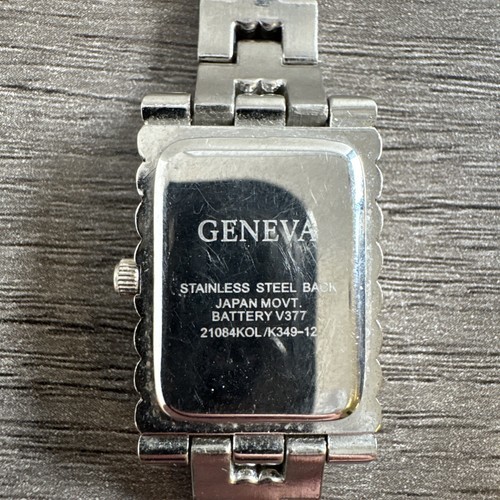 GENEVA
STAINLESS STEEL BACK
JAPAN MOVT.
BATTERY V377
21084KOL/K349-12